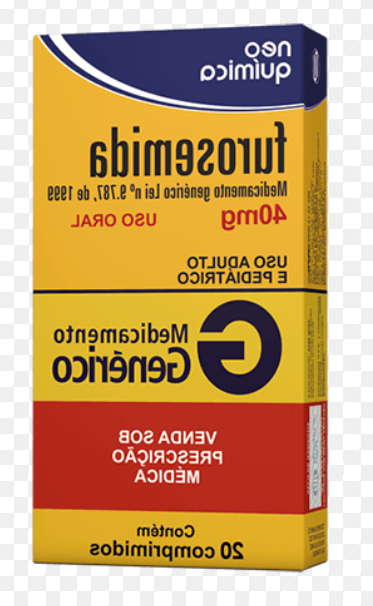 neo
química
furosemida
Medicamento genérico Lei nº 9.787, de 1999
40mg USO ORAL
USO ADULTO
E PEDIÁTRICO
G Medicamento
Genérico
VENDA SOB
PRESCRIÇÃO
MÉDICA
Contém
20 comprimidos